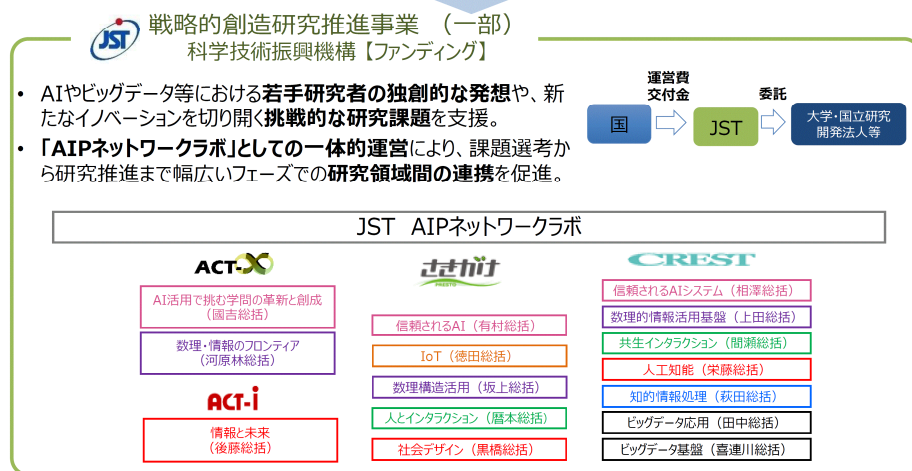 JST
戦略的創造研究推進事業 （一部）
科学技術振興機構【ファンディング】
• AIやビッグデータ等における若手研究者の独創的な発想や、新
たなイノベーションを切り開く挑戦的な研究課題を支援。
• 「AIPネットワークラボ」としての一体的運営により、課題選考か
ら研究推進まで幅広いフェーズでの研究領域間の連携を促進。
運営費
交付金
委託
国
JST
大学・国立研究
開発法人等
JST AIPネットワークラボ
ACT-X
AI活用で挑む学問の革新と創成
（國吉総括）
数理・情報のフロンティア
（河原林総括）
ACT-i
情報と未来
（後藤総括）
さきがけ
PRESTO
信頼されるAI（有村総括）
IoT（徳田総括）
数理構造活用（坂上総括）
人とインタラクション（暦本総括）
社会デザイン（黒橋総括）
CREST
信頼されるAIシステム（相澤総括）
数理的情報活用基盤（上田総括）
共生インタラクション（間瀬総括）
人工知能（栄藤総括）
知的情報処理（萩田総括）
ビッグデータ応用（田中総括）
ビッグデータ基盤（喜連川総括）